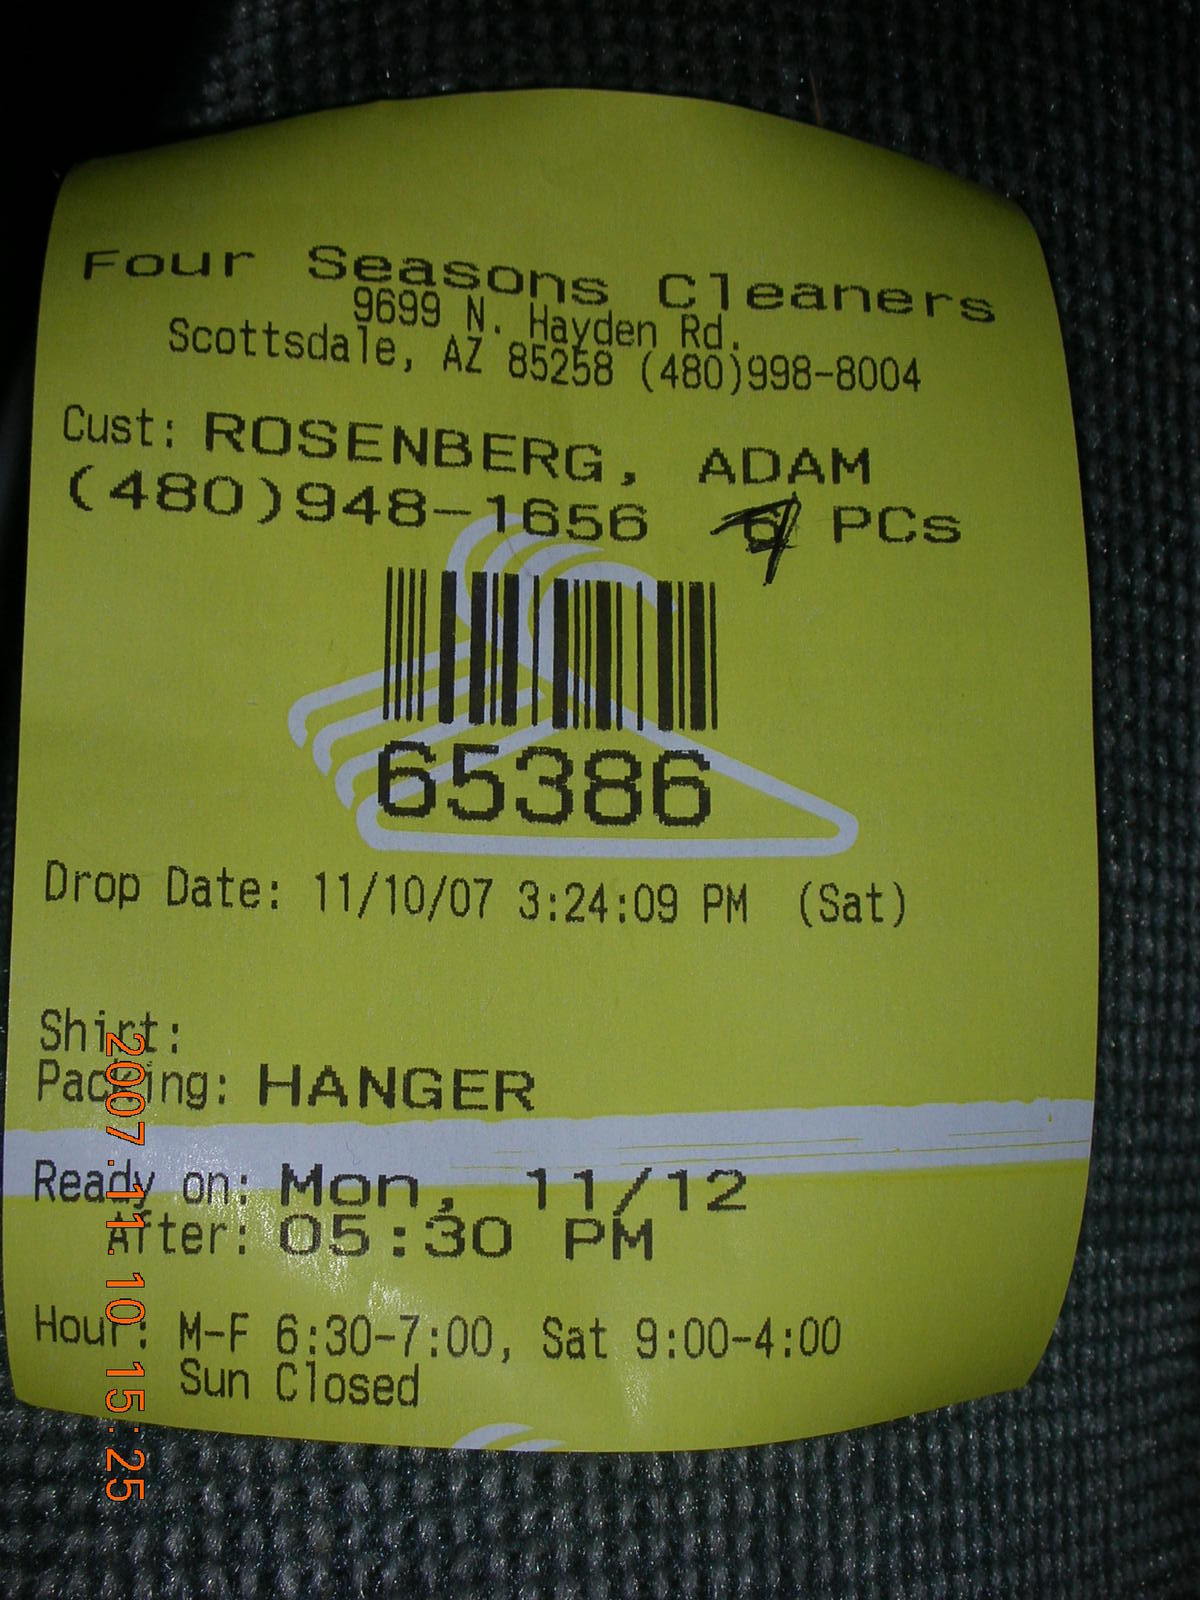 Four Seasons Cleaners
9699 N. Hayden Rd.
Scottsdale, AZ 85258 (480)998-8004
Cust: ROSENBERG, ADAM
(480)948-1656 7 PCs
65386
Drop Date: 11/10/07 3:24:09 PM (Sat)
Shirt:
Packing: HANGER
Ready on: Mon, 11/12
After: 05:30 PM
Hour: M-F 6:30-7:00, Sat 9:00-4:00
Sun Closed
2007.11.10 15:25